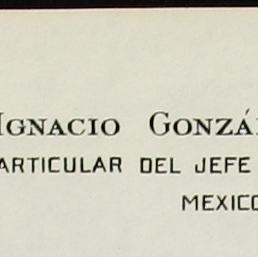 IGNACIO GONZÁ
ARTICULAR DEL JEFE
MEXICO